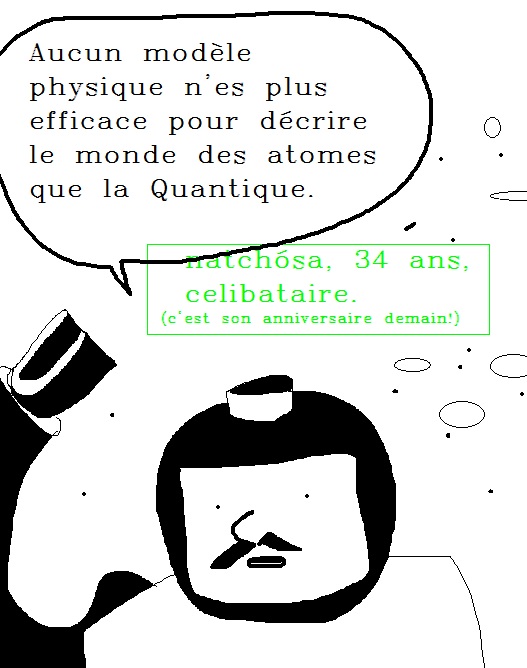 Aucun modèle
physique n'es plus
efficace pour décrire
le monde des atomes
que la Quantique.
natchósa, 34 ans,
celibataire.
(c'est son anniversaire demain!)